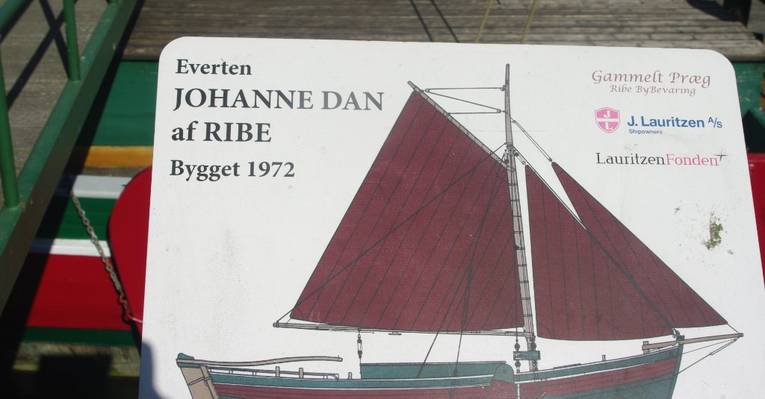 Everten
JOHANNE DAN
af RIBE
Bygget 1972
Gammelt Præg
Ribe ByBevaring
J. Lauritzen A/s
Shipowners
LauritzenFonden